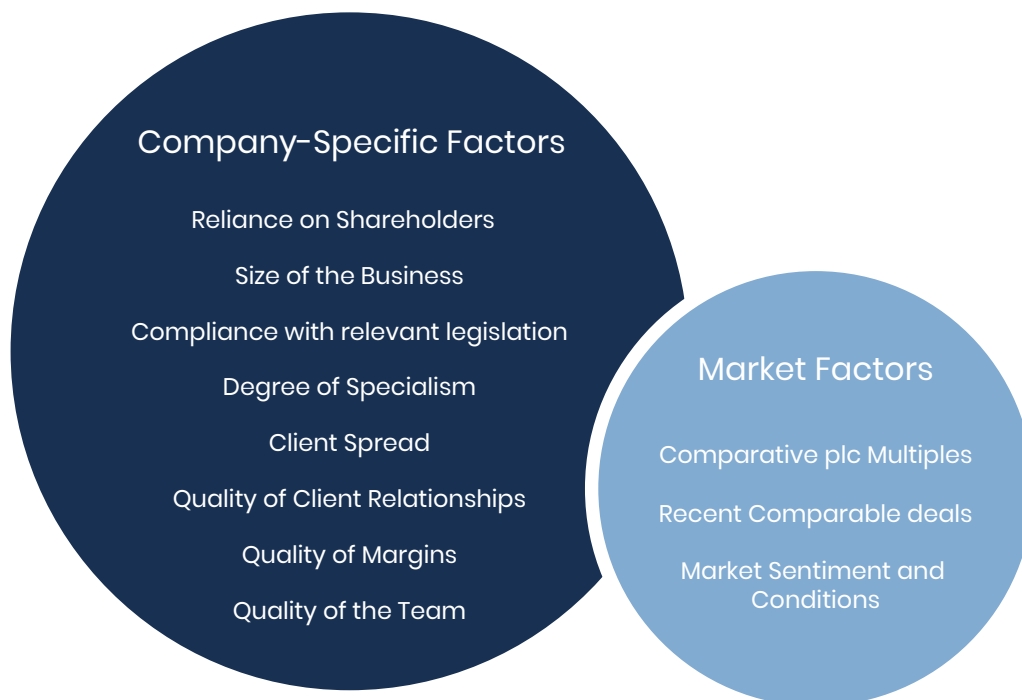 Company-Specific Factors
Reliance on Shareholders
Size of the Business
Compliance with relevant legislation
Degree of Specialism
Client Spread
Quality of Client Relationships
Quality of Margins
Quality of the Team
Market Factors
Comparative plc Multiples
Recent Comparable deals
Market Sentiment and
Conditions